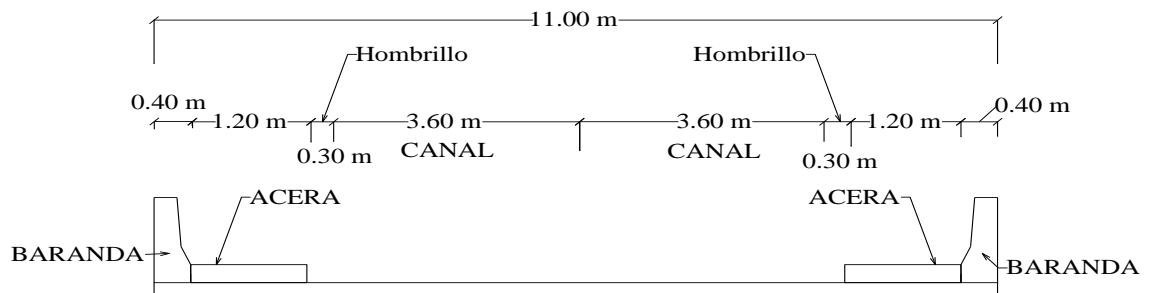 11.00 m
Hombrillo
Hombrillo
0.40 m
0.40 m
1.20 m
3.60 m
3.60 m
1.20 m
0.30 m
CANAL
CANAL
0.30 m
ACERA
ACERA
BARANDA
BARANDA